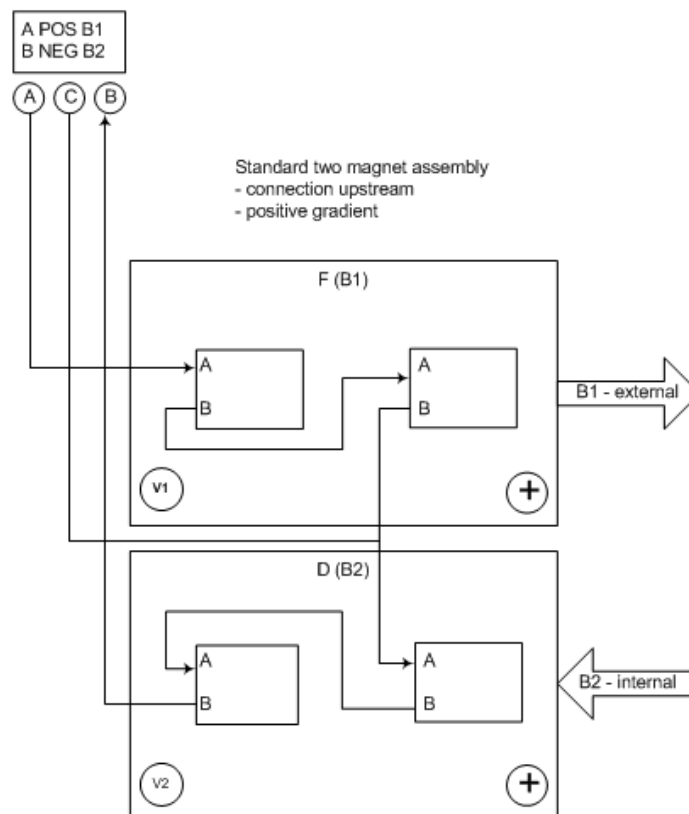 A POS B1
B NEG B2
A C B
Standard two magnet assembly
- connection upstream
- positive gradient
F (B1)
A
B
A
B
B1 - external
V1
+
D (B2)
A
B
A
B
B2 - internal
V2
+